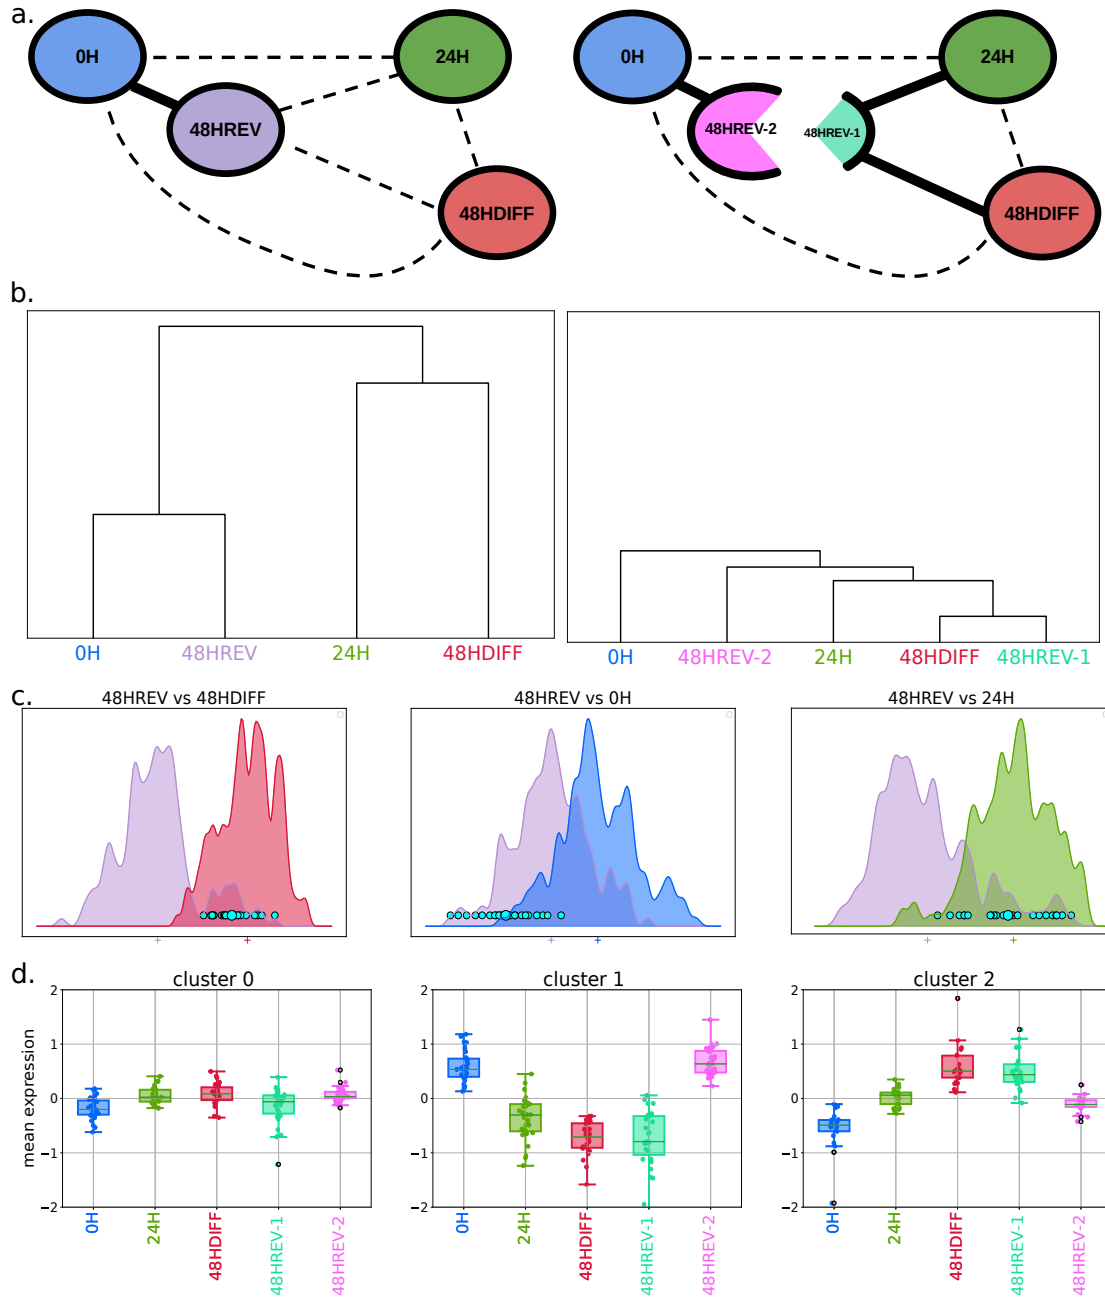 a.
0H
24H
48HREV
48HDIFF
0H
24H
48HREV-2
48HREV-1
48HDIFF
b.
0H
48HREV
24H
48HDIFF
0H
48HREV-2
24H
48HDIFF
48HREV-1
c.
48HREV vs 48HDIFF
48HREV vs 0H
48HREV vs 24H
d.
cluster 0
cluster 1
cluster 2
mean expression
2
1
0
−1
−2
0H
24H
48HDIFF
48HREV-1
48HREV-2
2
1
0
−1
−2
0H
24H
48HDIFF
48HREV-1
48HREV-2
2
1
0
−1
−2
0H
24H
48HDIFF
48HREV-1
48HREV-2